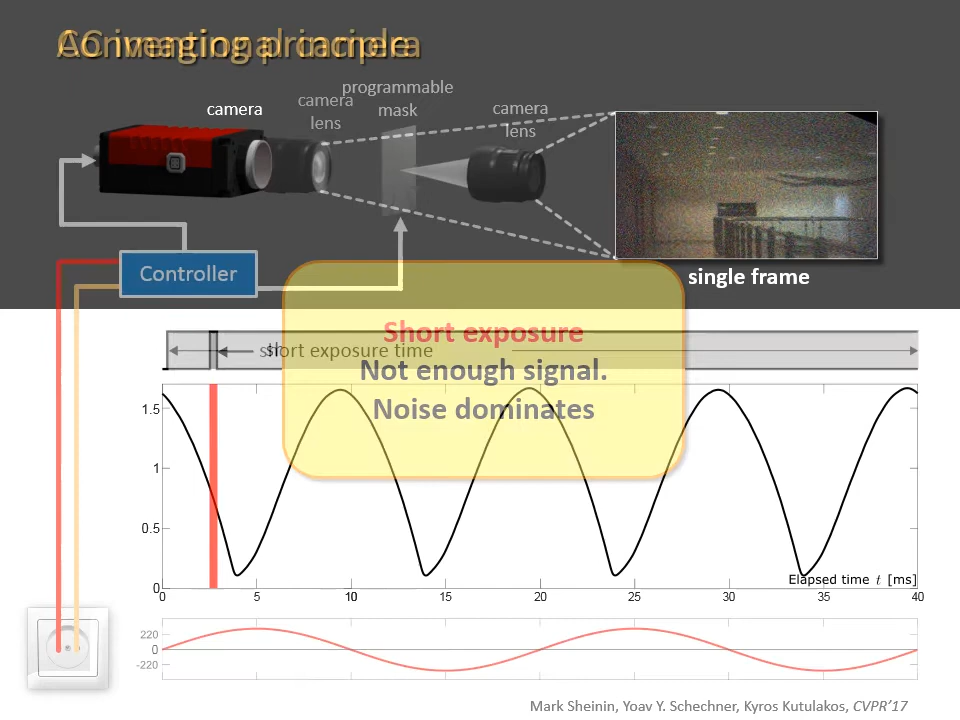 camera
camera
lens
programmable
mask
camera
lens
Controller
single frame
Short exposure
Not enough signal.
Noise dominates
short exposure time
1.5
1
0.5
0
Elapsed time t [ms]
0 5 10 15 20 25 30 35 40
220
0
-220
Mark Sheinin, Yoav Y. Schechner, Kyros Kutulakos, CVPR'17